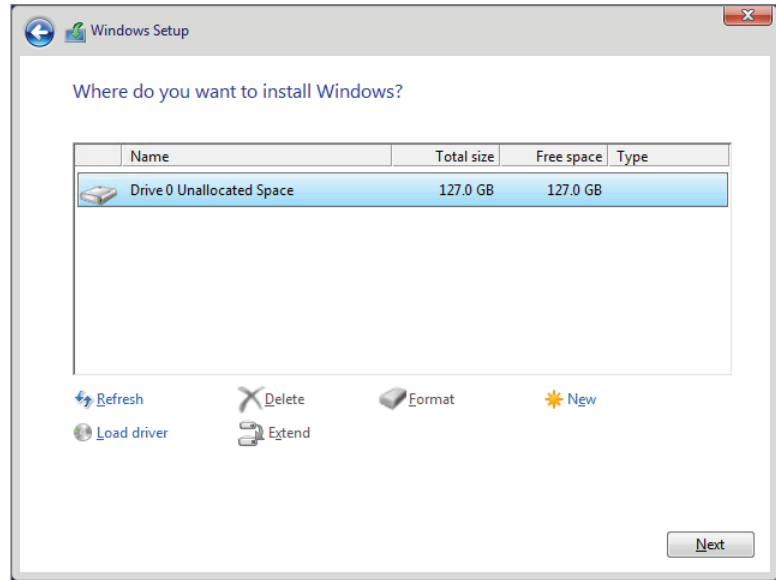 Windows Setup
Where do you want to install Windows?
Name Total size Free space Type
Drive 0 Unallocated Space 127.0 GB 127.0 GB
Refresh Delete Format New
Load driver Extend
Next